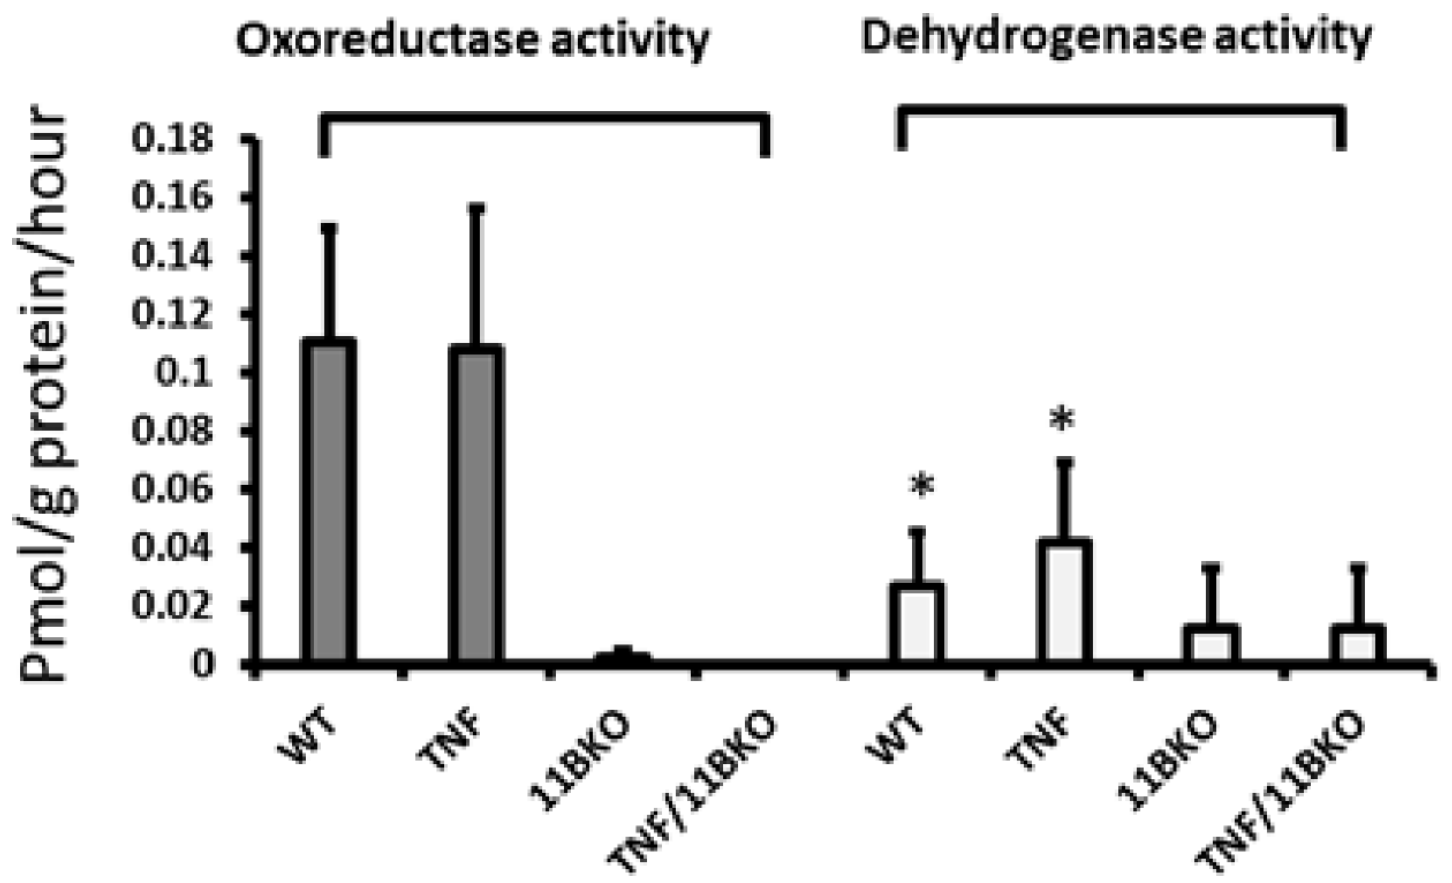 Oxoreductase activity
Dehydrogenase activity
Pmol/g protein/hour
0.18
0.16
0.14
0.12
0.1
0.08
0.06
0.04
0.02
0
*
*
WT
TNF
11BKO
TNF/11BKO
WT
TNF
11BKO
TNF/11BKO